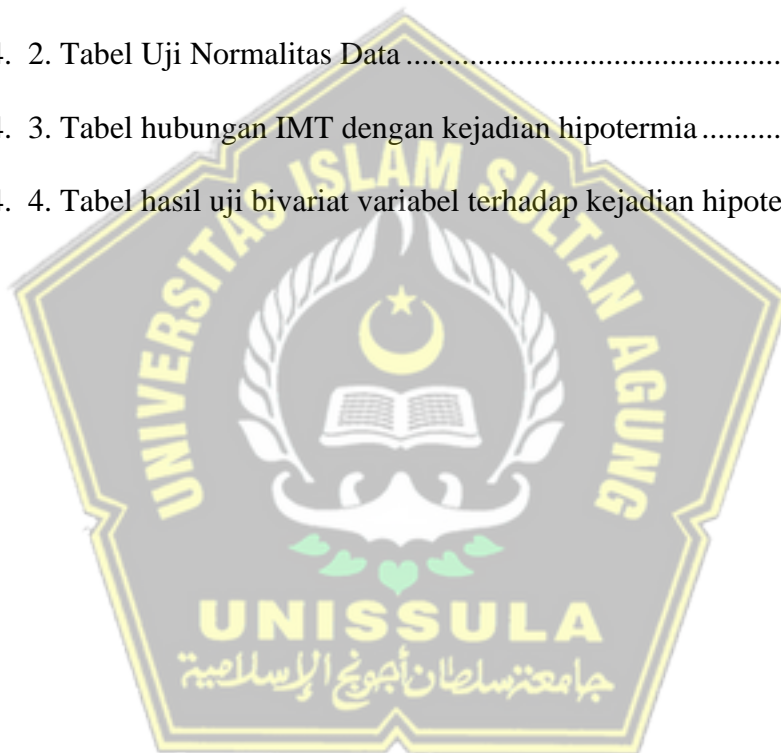 4. 2. Tabel Uji Normalitas Data
4. 3. Tabel hubungan IMT dengan kejadian hipotermia
4. 4. Tabel hasil uji bivariat variabel terhadap kejadian hipote
UNIVERSITAS ISLAM SULTAN AGUNG
UNISSULA
جامعة سلطان أجونج الإسلامية